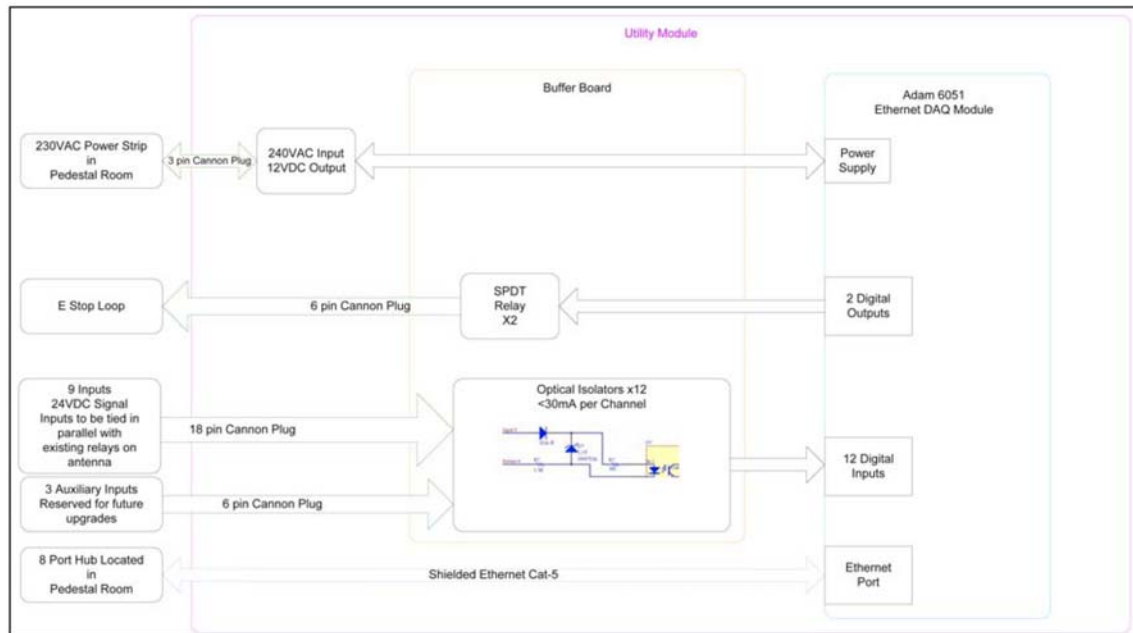 Utility Module
Buffer Board
Adam 6051
Ethernet DAQ Module
230VAC Power Strip
in
Pedestal Room
3 pin Cannon Plug
240VAC Input
12VDC Output
Power
Supply
E Stop Loop
6 pin Cannon Plug
SPDT
Relay
X2
2 Digital
Outputs
9 Inputs
24VDC Signal
Inputs to be tied in
parallel with
existing relays on
antenna
18 pin Cannon Plug
Optical Isolators x12
<30mA per Channel
12 Digital
Inputs
3 Auxiliary Inputs
Reserved for future
upgrades
6 pin Cannon Plug
8 Port Hub Located
in
Pedestal Room
Shielded Ethernet Cat-5
Ethernet
Port